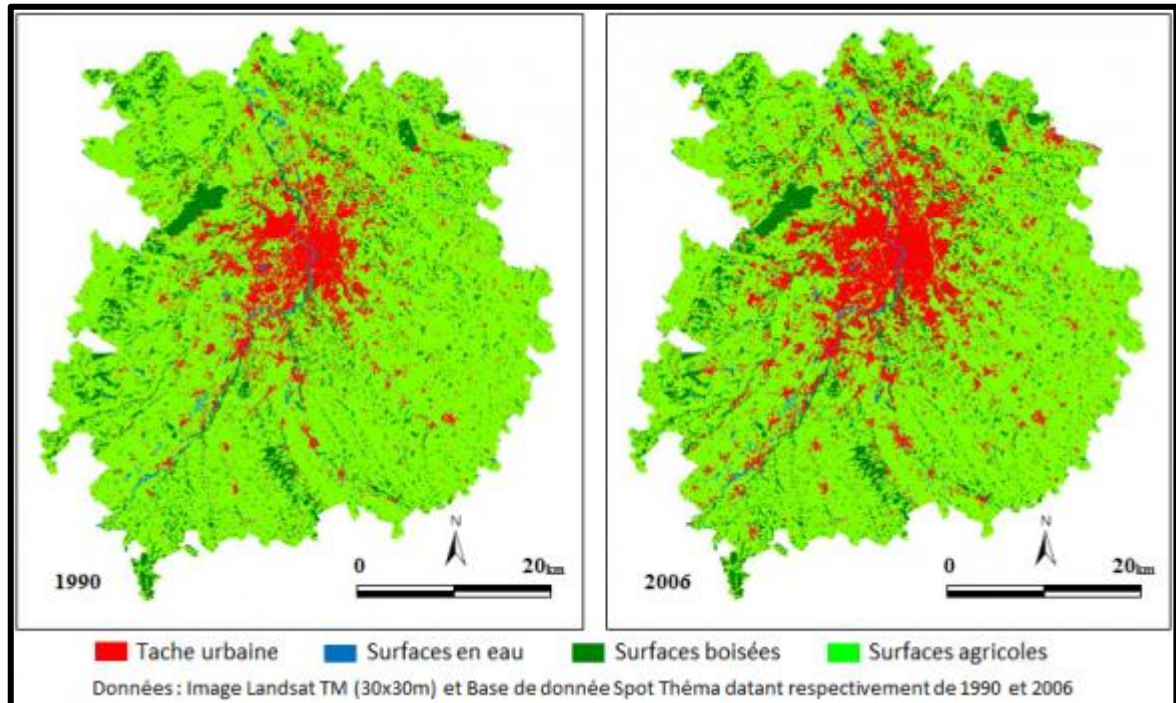 N
0 20km
1990
N
0 20km
2006
Tache urbaine Surfaces en eau Surfaces boisées Surfaces agricoles
Données : Image Landsat TM (30x30m) et Base de donnée Spot Théma datant respectivement de 1990 et 2006